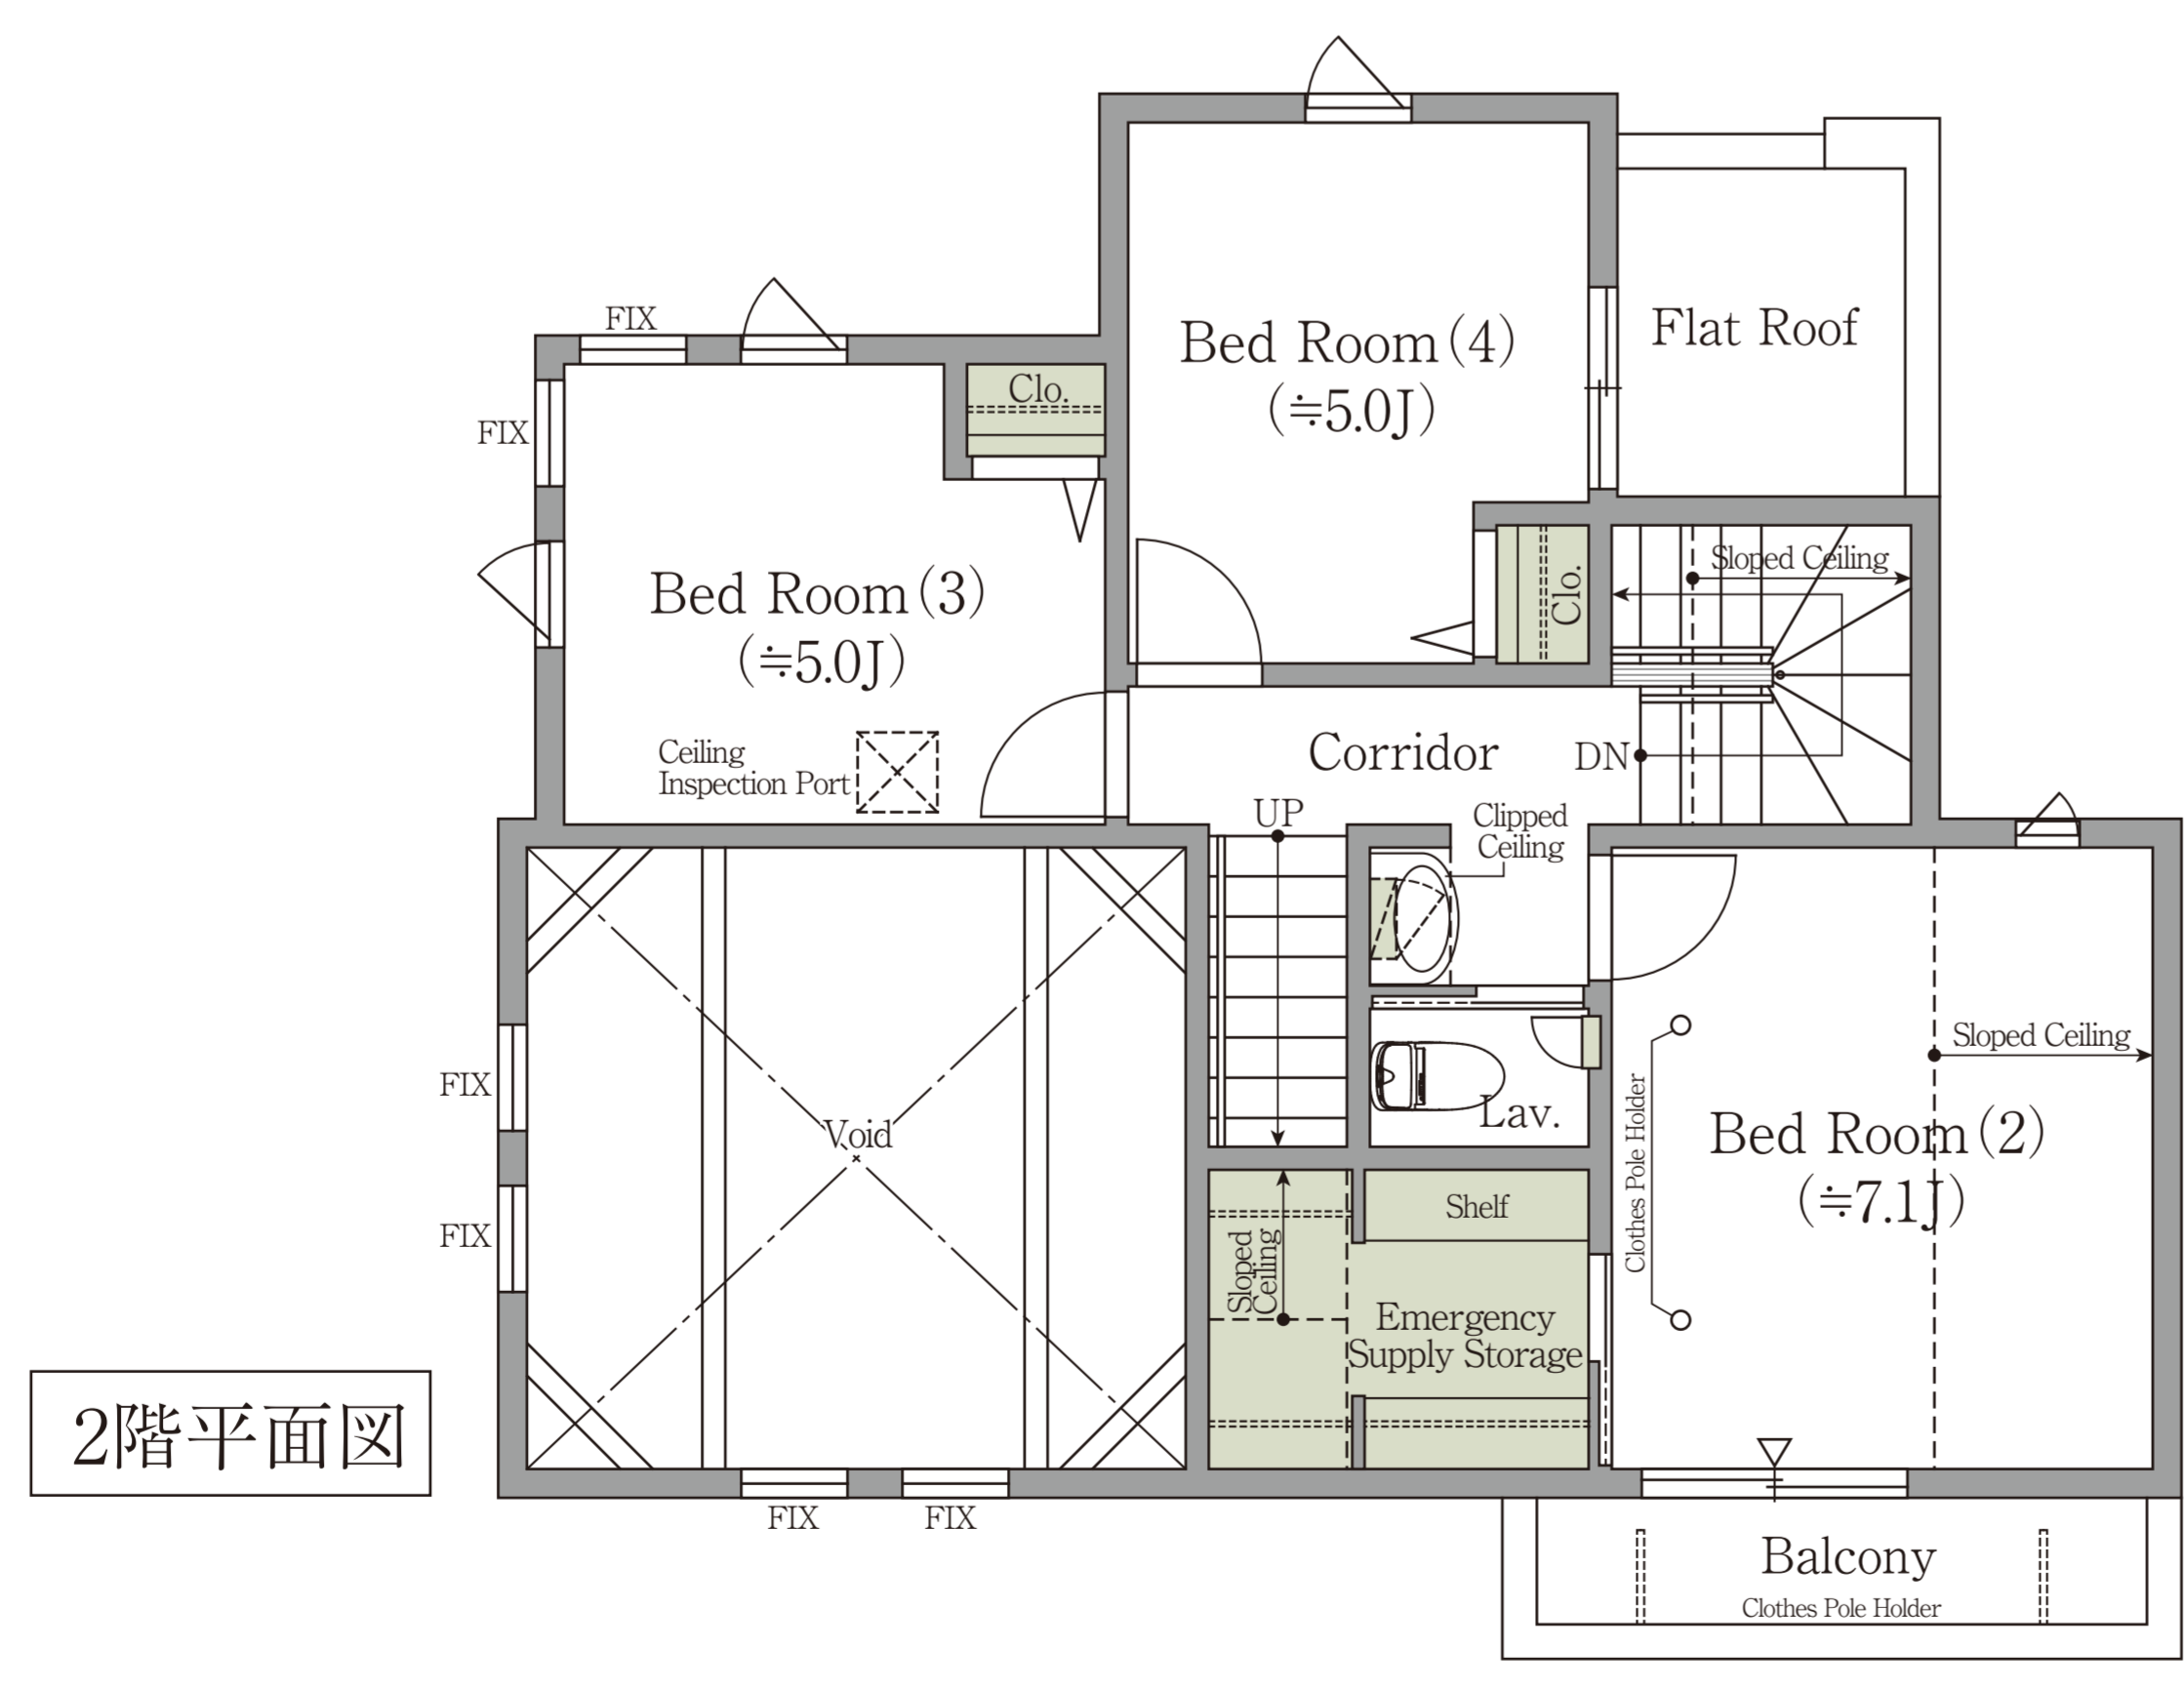 FIX
Clo.
Bed Room(4)
(≒5.0J)
Flat Roof
FIX
Bed Room(3)
(≒5.0J)
Clo.
Sloped Ceiling
Ceiling
Inspection Port
Corridor
DN
UP
Clipped
Ceiling
FIX
Void
Lav.
Clothes Pole Holder
Sloped Ceiling
Bed Room(2)
(≒7.1J)
FIX
Shelf
Sloped
Ceiling
Emergency
Supply Storage
2階平面図
FIX
FIX
Balcony
Clothes Pole Holder